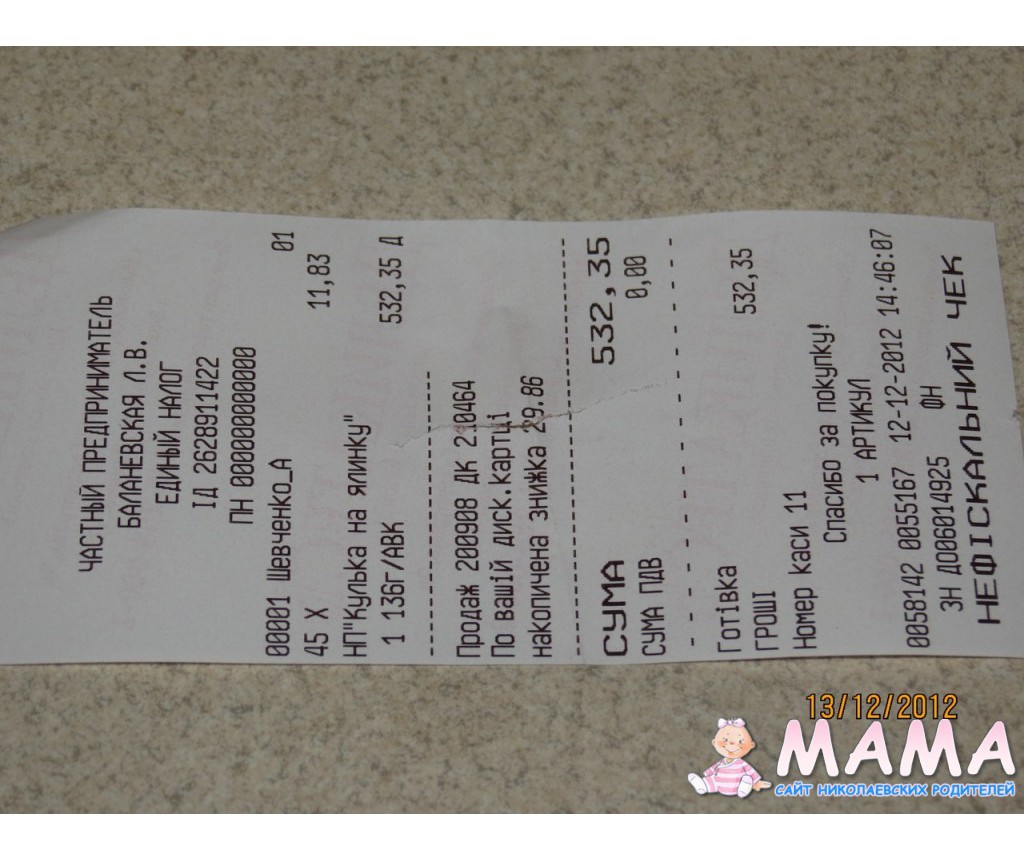 ЧАСТНЫЙ ПРЕДПРИНИМАТЕЛЬ
БАЛАНЕВСКАЯ Л.В.
ЕДИНЫЙ НАЛОГ
ІД 2628911422
ПН 000000000000
00001 Шевченко_А 01
45 X 11,83
НП"Кулька на ялинку"
1 136г/АВК 532,35 Д
Продаж 200908 ДК 210464
По вашій диск.картці
накопичена знижка 29.86
СУМА 532,35
СУМА ПДВ 0,00
Готівка
ГРОШІ 532,35
Номер каси 11
Спасибо за покупку!
1 АРТИКУЛ
0058142 0055167 12-12-2012 14:46:07
ЗН ДО06014925 ФН
НЕФІСКАЛЬНИЙ ЧЕК
13/12/2012
МАМА
САЙТ НИКОЛАЕВСКИХ РОДИТЕЛЕЙ